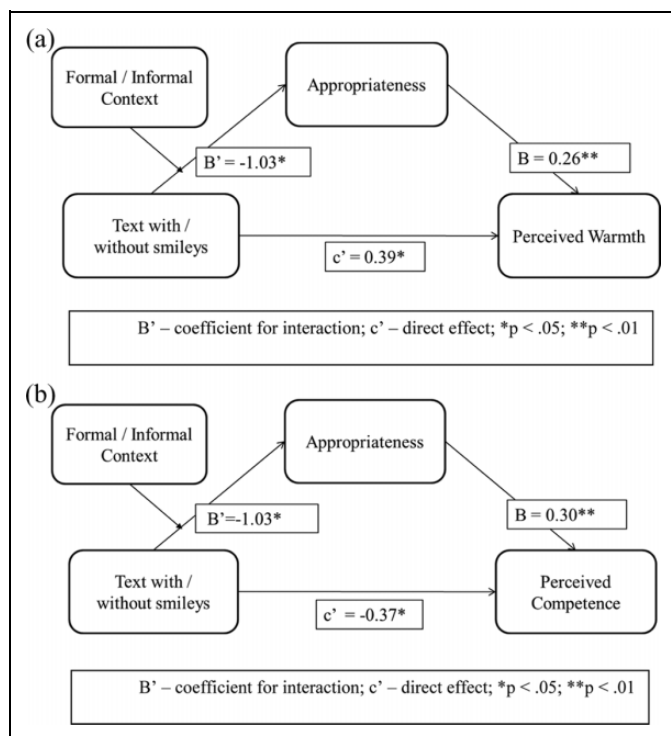 (a)
Formal / Informal
Context
Appropriateness
B’ = -1.03*
B = 0.26**
Text with /
without smileys
c’ = 0.39*
Perceived Warmth
B’ – coefficient for interaction; c’ – direct effect; *p < .05; **p < .01
(b)
Formal / Informal
Context
Appropriateness
B’=-1.03*
B = 0.30**
Text with /
without smileys
c’ = -0.37*
Perceived
Competence
B’ – coefficient for interaction; c’ – direct effect; *p < .05; **p < .01